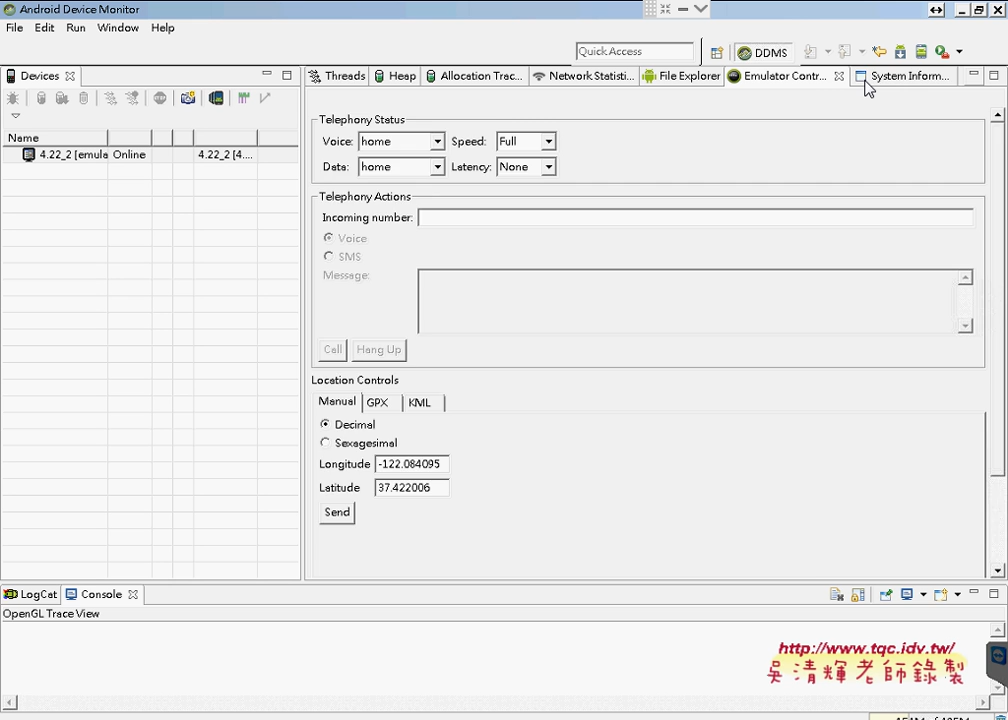 Android Device Monitor
File Edit Run Window Help
Quick Access DDMS
Devices Threads Heap Allocation Trac... Network Statisti... File Explorer Emulator Contr... System Inform...
Telephony Status
Name
Voice: home Speed: Full
4.22_2 [emula Online 4.22_2 [4....
Data: home Latency: None
Telephony Actions
Incoming number:
Voice
SMS
Message:
Call Hang Up
Location Controls
Manual GPX KML
Decimal
Sexagesimal
Longitude -122.084095
Latitude 37.422006
Send
LogCat Console
OpenGL Trace View
http://www.tqc.idv.tw/
吳清輝老師錄製